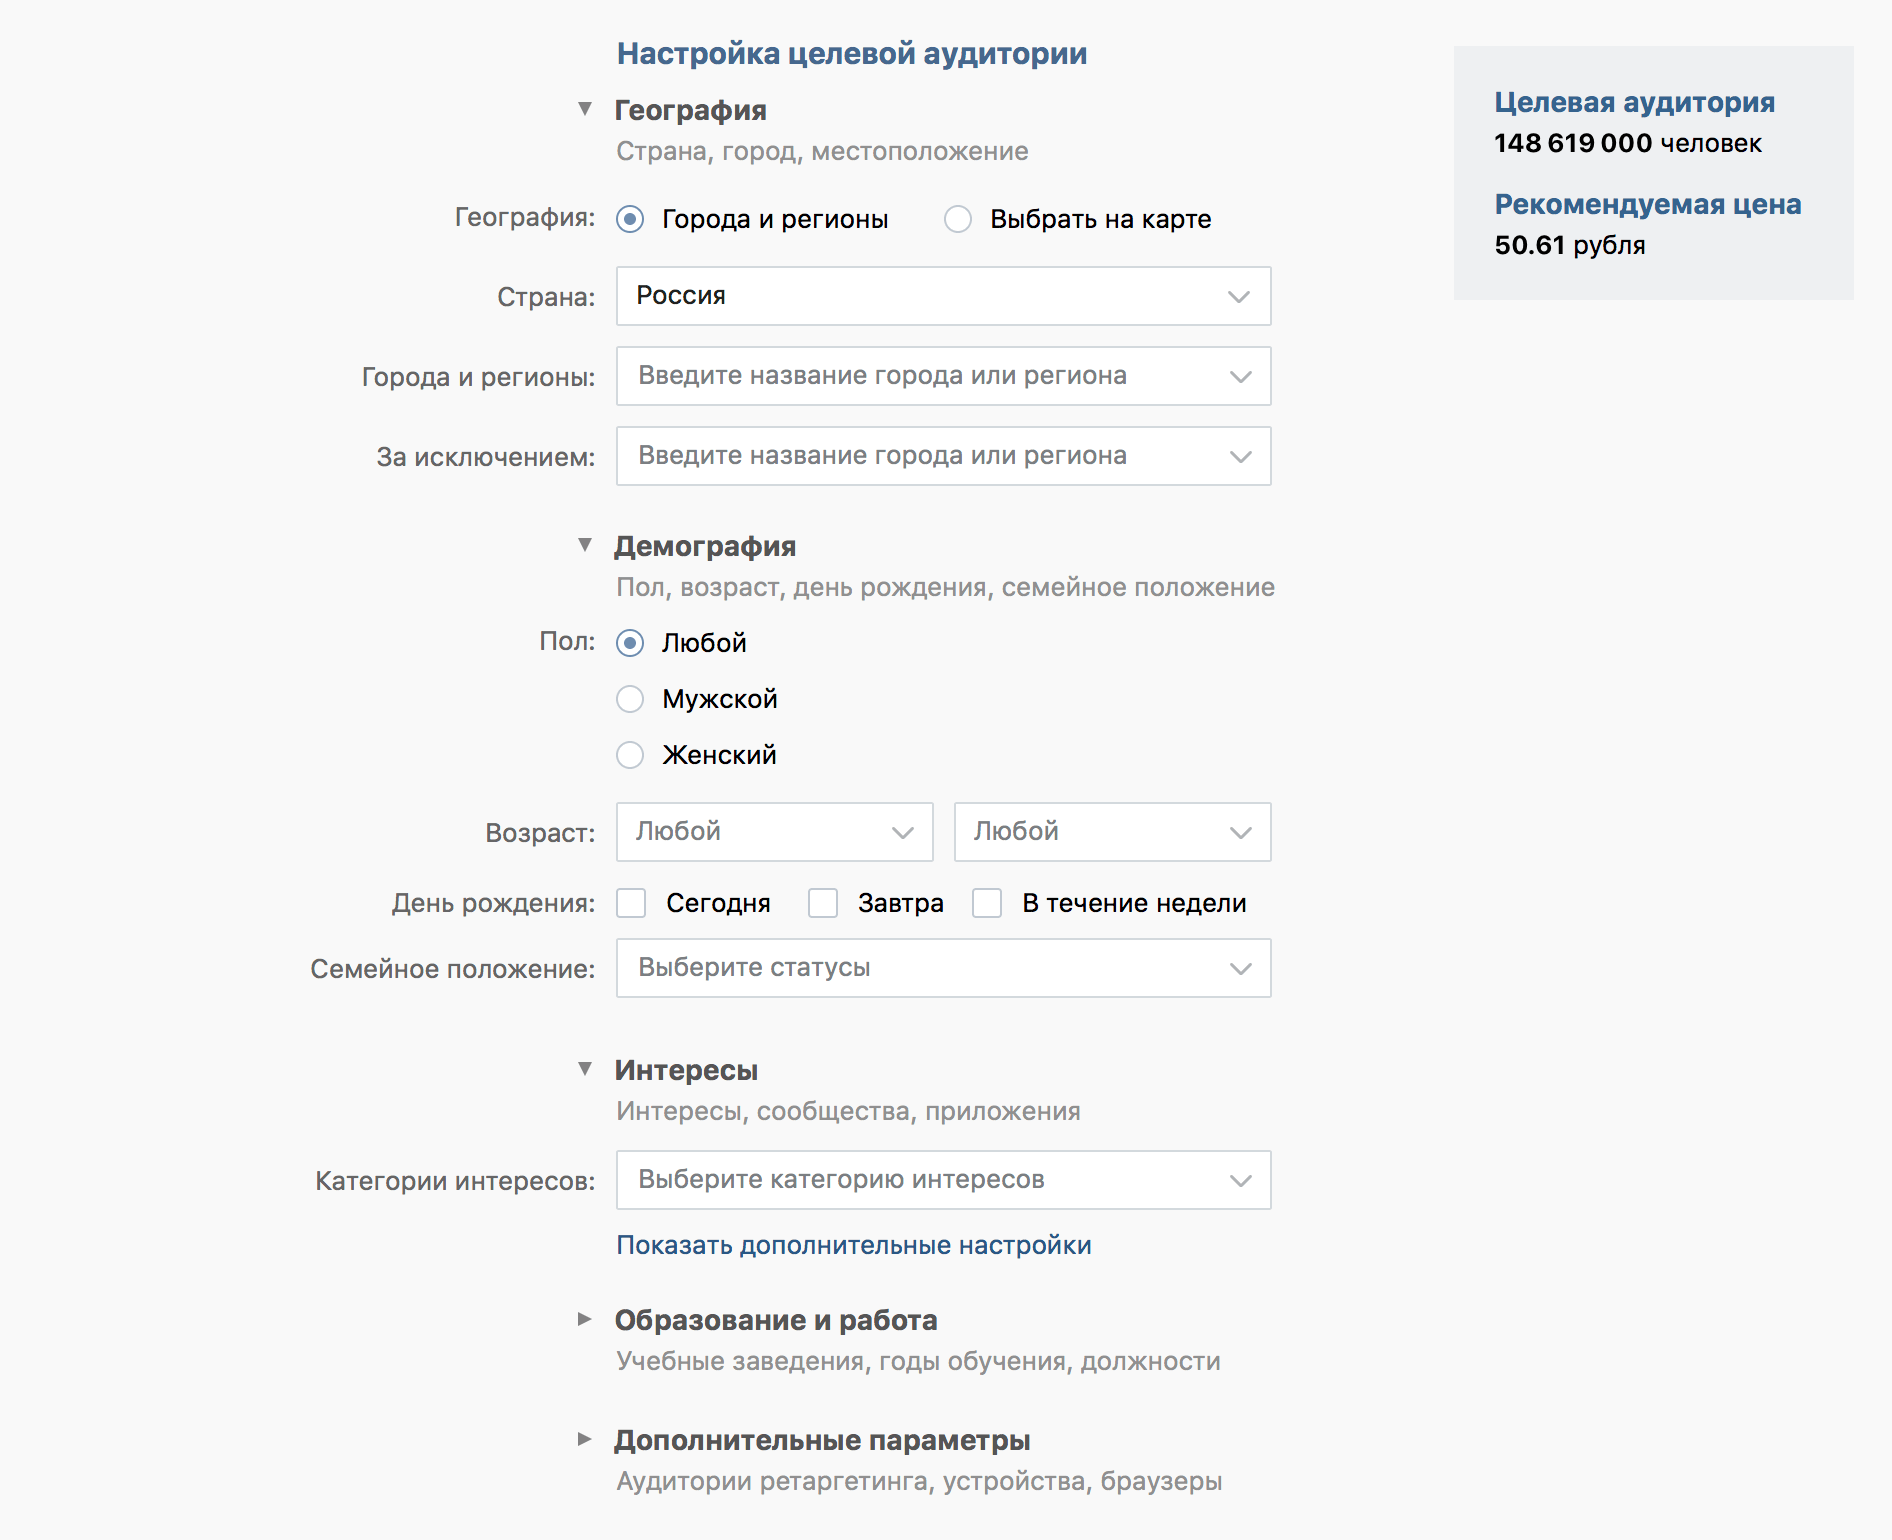 Настройка целевой аудитории
География
Страна, город, местоположение
География: Города и регионы Выбрать на карте
Страна: Россия
Города и регионы: Введите название города или региона
За исключением: Введите название города или региона
Демография
Пол, возраст, день рождения, семейное положение
Пол: Любой
Мужской
Женский
Возраст: Любой Любой
День рождения: Сегодня Завтра В течение недели
Семейное положение: Выберите статусы
Интересы
Интересы, сообщества, приложения
Категории интересов: Выберите категорию интересов
Показать дополнительные настройки
Образование и работа
Учебные заведения, годы обучения, должности
Дополнительные параметры
Аудитории ретаргетинга, устройства, браузеры
Целевая аудитория
148 619 000 человек
Рекомендуемая цена
50.61 рубля